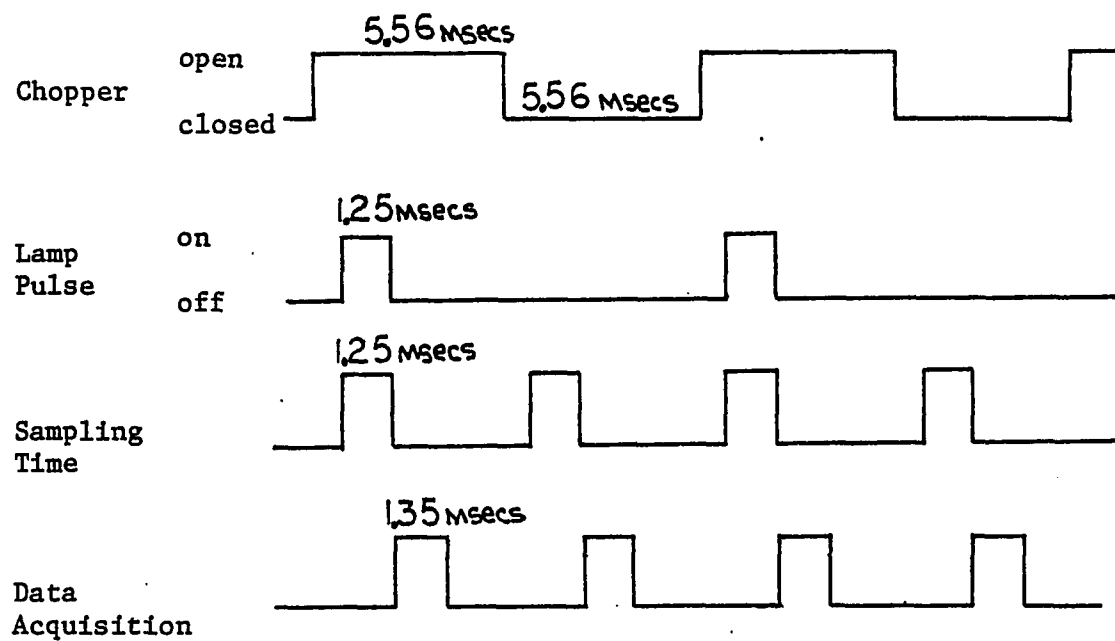 5.56 msecs
open
Chopper
5.56 msecs
closed
1.25 msecs
on
Lamp
Pulse
off
1.25 msecs
Sampling
Time
1.35 msecs
Data
Acquisition